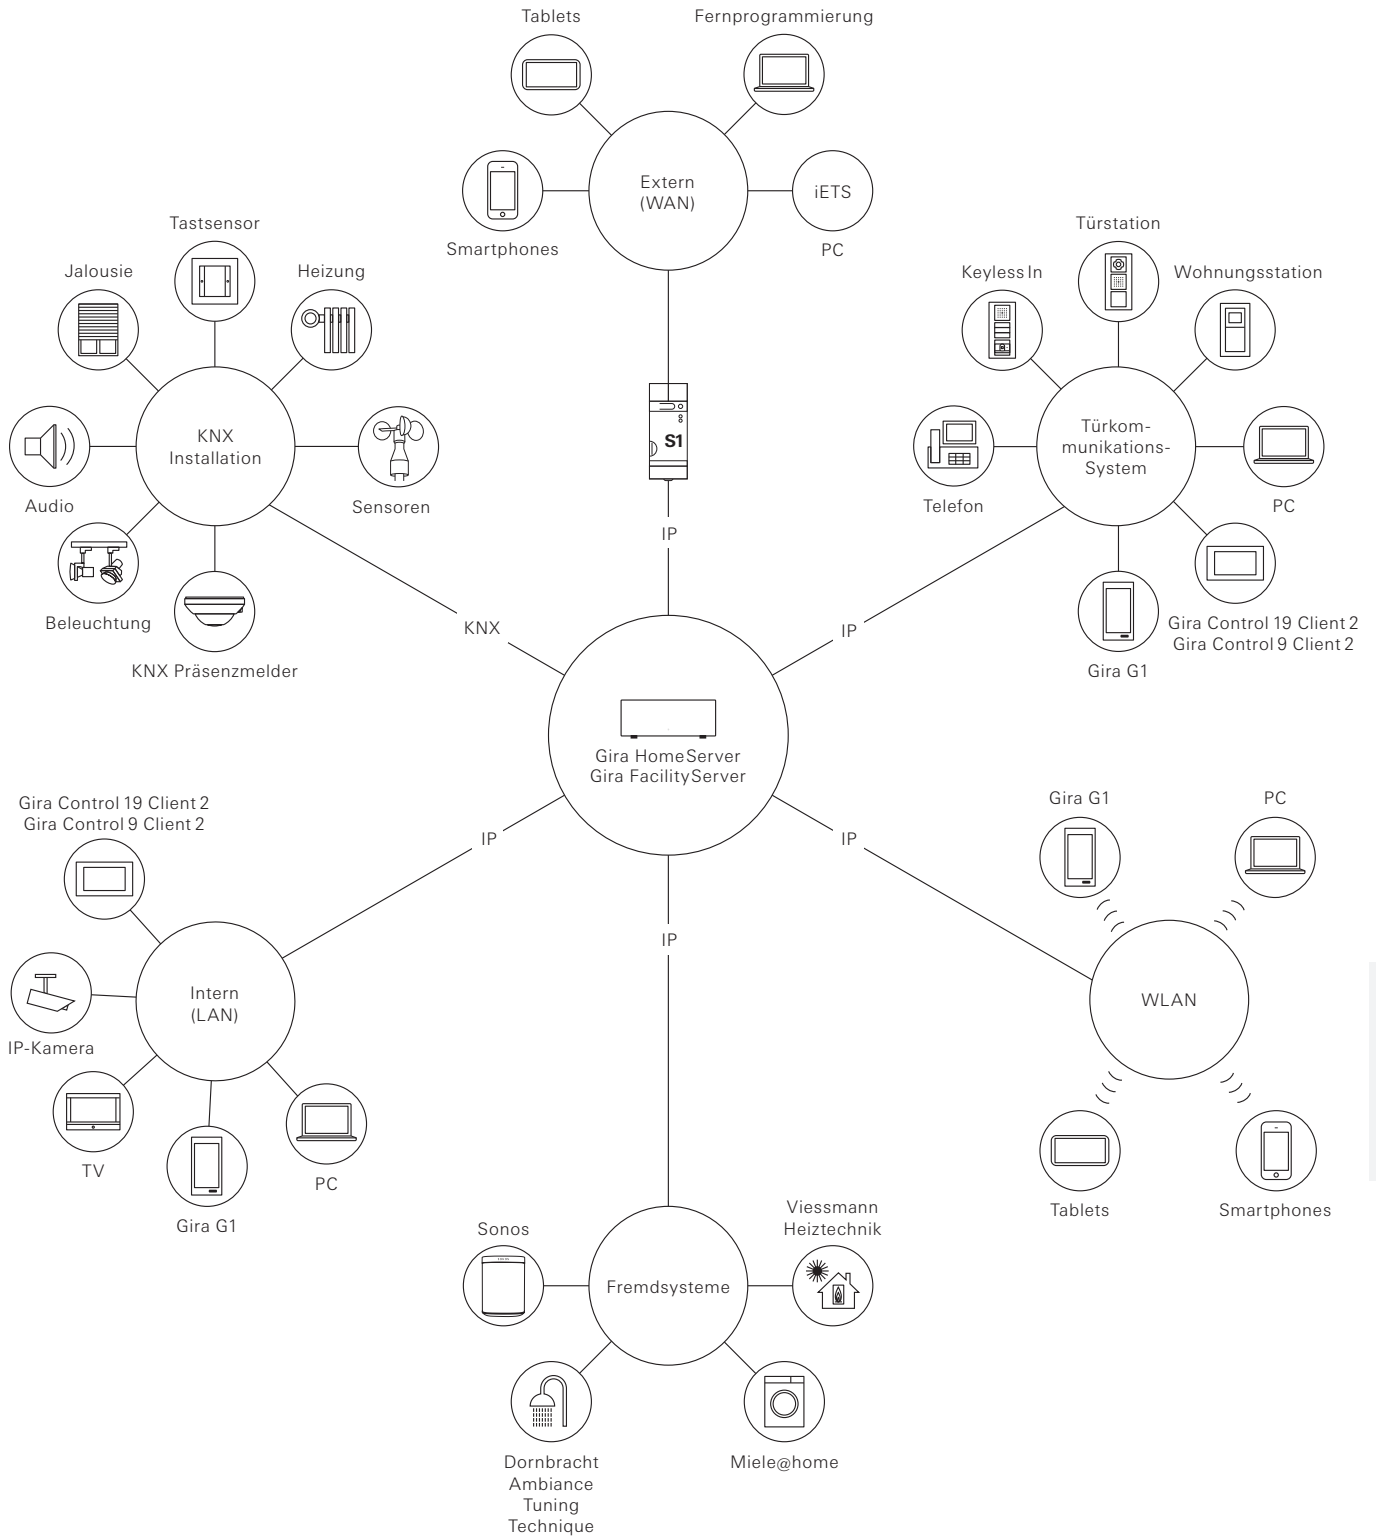 Tablets
Fernprogrammierung
Extern
(WAN)
iETS
Smartphones
PC
Tastsensor
Jalousie
Heizung
KNX
Installation
Audio
Sensoren
Beleuchtung
KNX Präsenzmelder
Türstation
Keyless In
Wohnungsstation
Türkom-
munikations-
System
Telefon
PC
Gira Control 19 Client 2
Gira Control 9 Client 2
Gira G1
S1
IP
KNX
IP
Gira HomeServer
Gira FacilityServer
IP
IP
IP
Gira Control 19 Client 2
Gira Control 9 Client 2
Intern
(LAN)
IP-Kamera
TV
PC
Gira G1
Gira G1
PC
WLAN
Tablets
Smartphones
Sonos
Viessmann
Heiztechnik
Fremdsysteme
Dornbracht
Ambiance
Tuning
Technique
Miele@home